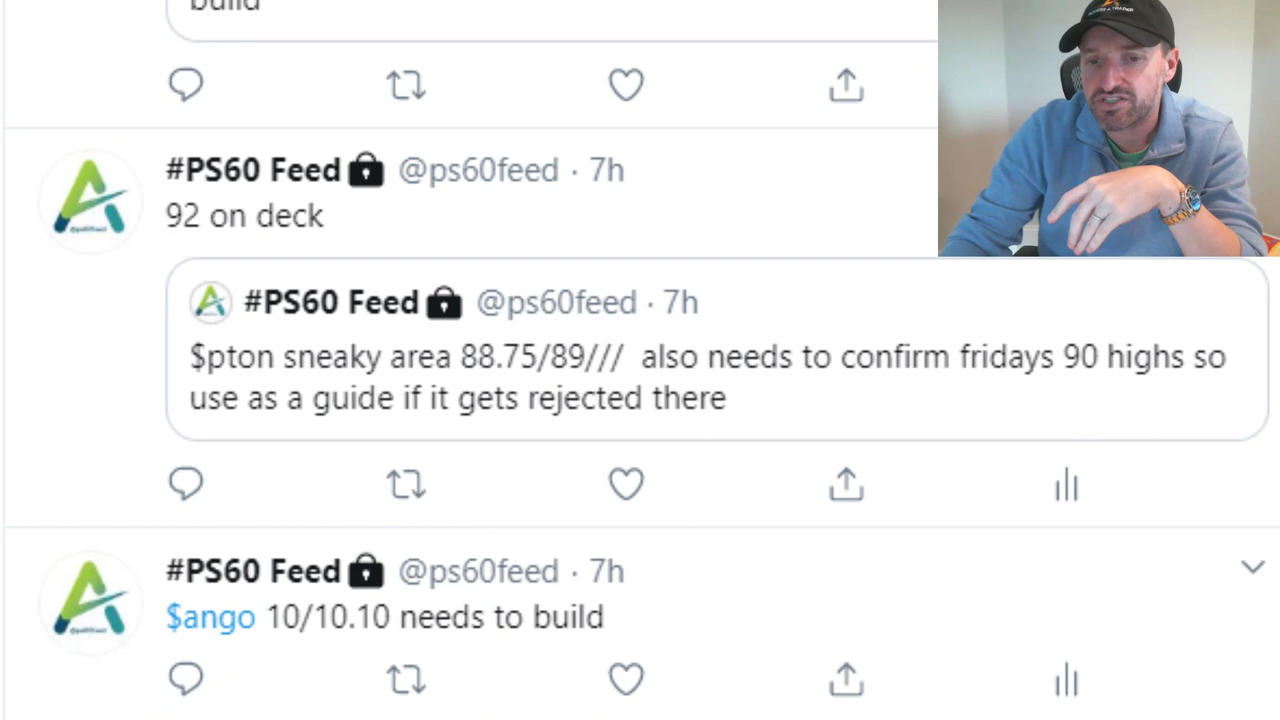 build
#PS60 Feed @ps60feed · 7h
92 on deck
#PS60 Feed @ps60feed · 7h
$pton sneaky area 88.75/89/// also needs to confirm fridays 90 highs so
use as a guide if it gets rejected there
#PS60 Feed @ps60feed · 7h
$ango 10/10.10 needs to build